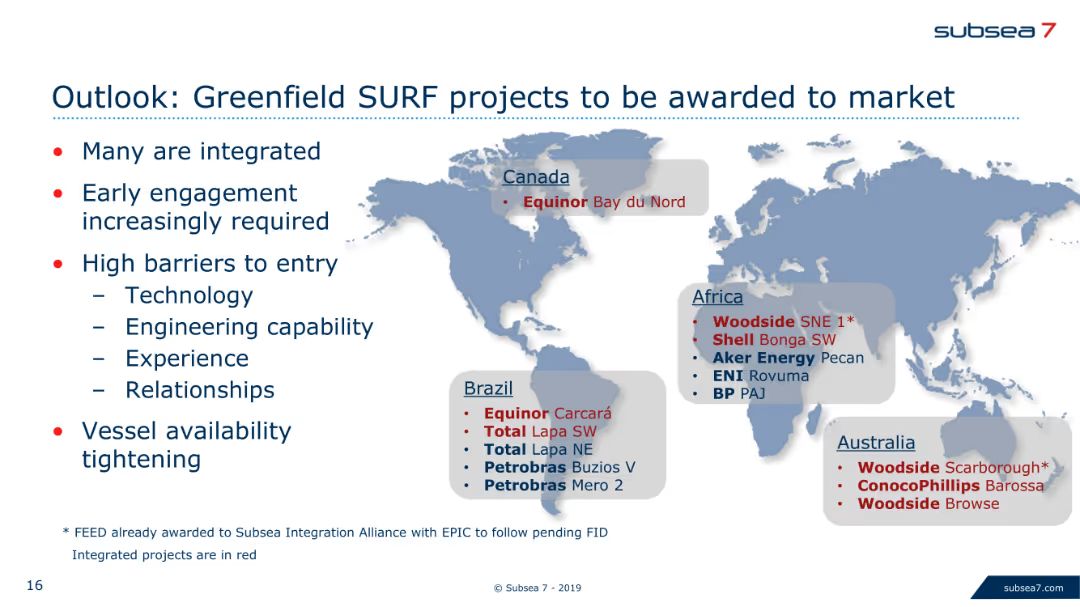 subsea 7
Outlook: Greenfield SURF projects to be awarded to market
• Many are integrated
• Early engagement
increasingly required
• High barriers to entry
– Technology
– Engineering capability
– Experience
– Relationships
• Vessel availability
tightening
Canada
• Equinor Bay du Nord
Africa
• Woodside SNE 1*
• Shell Bonga SW
• Aker Energy Pecan
• ENI Rovuma
• BP PAJ
Brazil
• Equinor Carcará
• Total Lapa SW
• Total Lapa NE
• Petrobras Buzios V
• Petrobras Mero 2
Australia
• Woodside Scarborough*
• ConocoPhillips Barossa
• Woodside Browse
* FEED already awarded to Subsea Integration Alliance with EPIC to follow pending FID
Integrated projects are in red
16
© Subsea 7 - 2019
subsea7.com